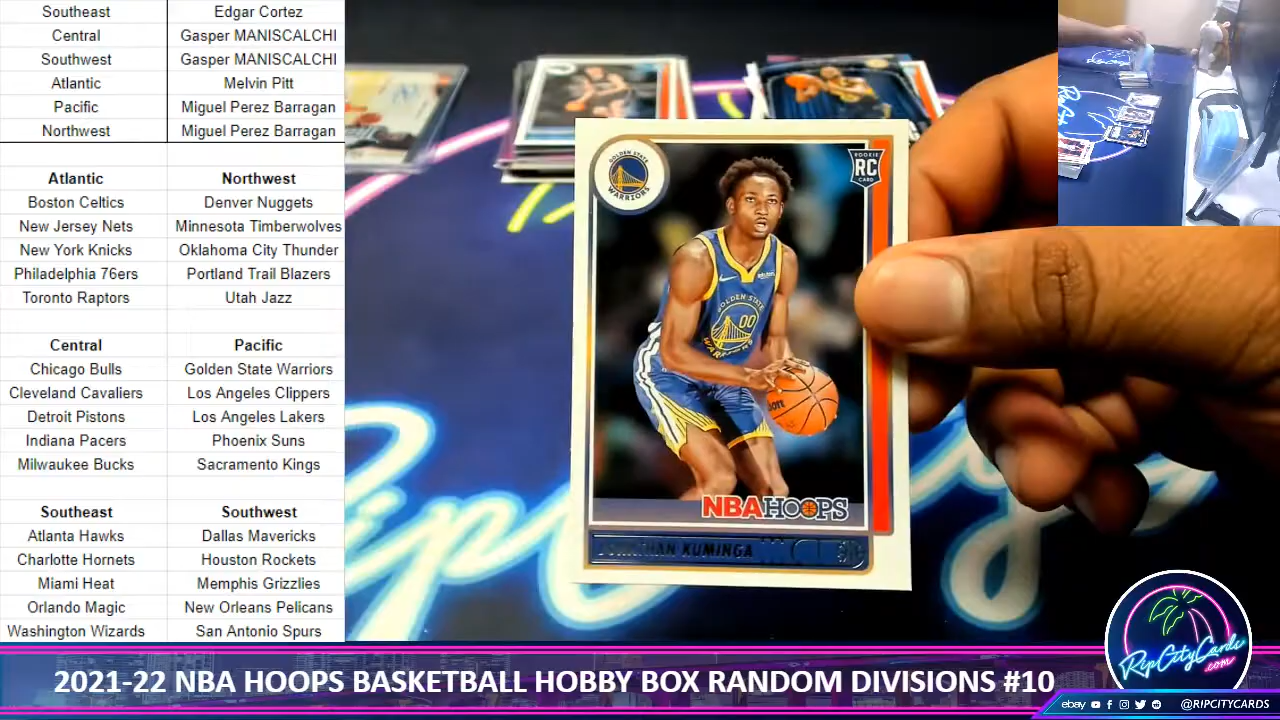 Southeast Edgar Cortez
Central Gasper MANISCALCHI
Southwest Gasper MANISCALCHI
Atlantic Melvin Pitt
Pacific Miguel Perez Barragan
Northwest Miguel Perez Barragan
Atlantic Northwest
Boston Celtics Denver Nuggets
New Jersey Nets Minnesota Timberwolves
New York Knicks Oklahoma City Thunder
Philadelphia 76ers Portland Trail Blazers
Toronto Raptors Utah Jazz
Central Pacific
Chicago Bulls Golden State Warriors
Cleveland Cavaliers Los Angeles Clippers
Detroit Pistons Los Angeles Lakers
Indiana Pacers Phoenix Suns
Milwaukee Bucks Sacramento Kings
Southeast Southwest
Atlanta Hawks Dallas Mavericks
Charlotte Hornets Houston Rockets
Miami Heat Memphis Grizzlies
Orlando Magic New Orleans Pelicans
Washington Wizards San Antonio Spurs
GOLDEN STATE
WARRIORS
ROOKIE
RC
CARD
GOLDEN STATE
00
WARRIORS
NBA HOOPS
JONATHAN KUMINGA
RipCityCards
.com
2021-22 NBA HOOPS BASKETBALL HOBBY BOX RANDOM DIVISIONS #10
ebay @RIPCITYCARDS